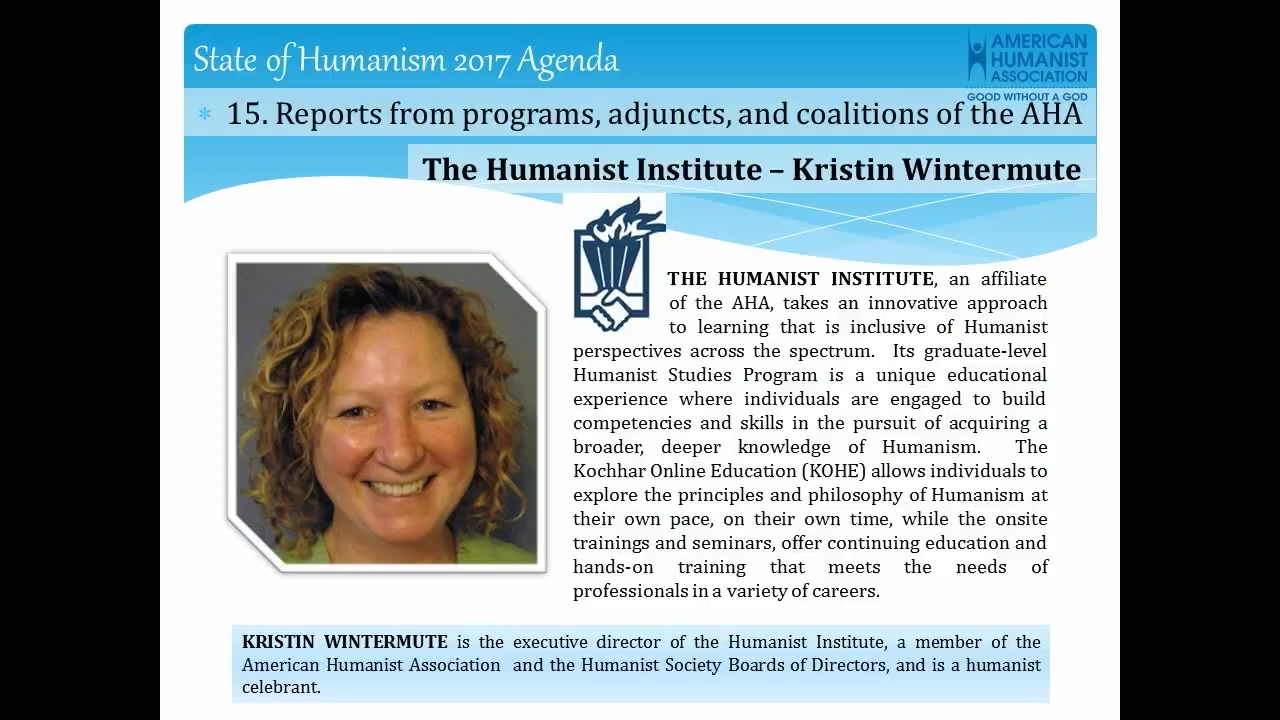 State of Humanism 2017 Agenda
AMERICAN
HUMANIST
ASSOCIATION
GOOD WITHOUT A GOD
* 15. Reports from programs, adjuncts, and coalitions of the AHA
The Humanist Institute – Kristin Wintermute
THE HUMANIST INSTITUTE, an affiliate
of the AHA, takes an innovative approach
to learning that is inclusive of Humanist
perspectives across the spectrum. Its graduate-level
Humanist Studies Program is a unique educational
experience where individuals are engaged to build
competencies and skills in the pursuit of acquiring a
broader, deeper knowledge of Humanism. The
Kochhar Online Education (KOHE) allows individuals to
explore the principles and philosophy of Humanism at
their own pace, on their own time, while the onsite
trainings and seminars, offer continuing education and
hands-on training that meets the needs of
professionals in a variety of careers.
KRISTIN WINTERMUTE is the executive director of the Humanist Institute, a member of the
American Humanist Association and the Humanist Society Boards of Directors, and is a humanist
celebrant.